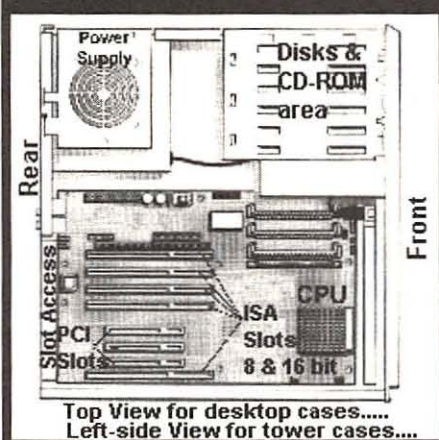 Power
Supply
Disks &
CD-ROM
area
Rear
Front
Slot Access
PCI
Slots
ISA
Slots
8 & 16 bit
CPU
Top View for desktop cases.....
Left-side View for tower cases....